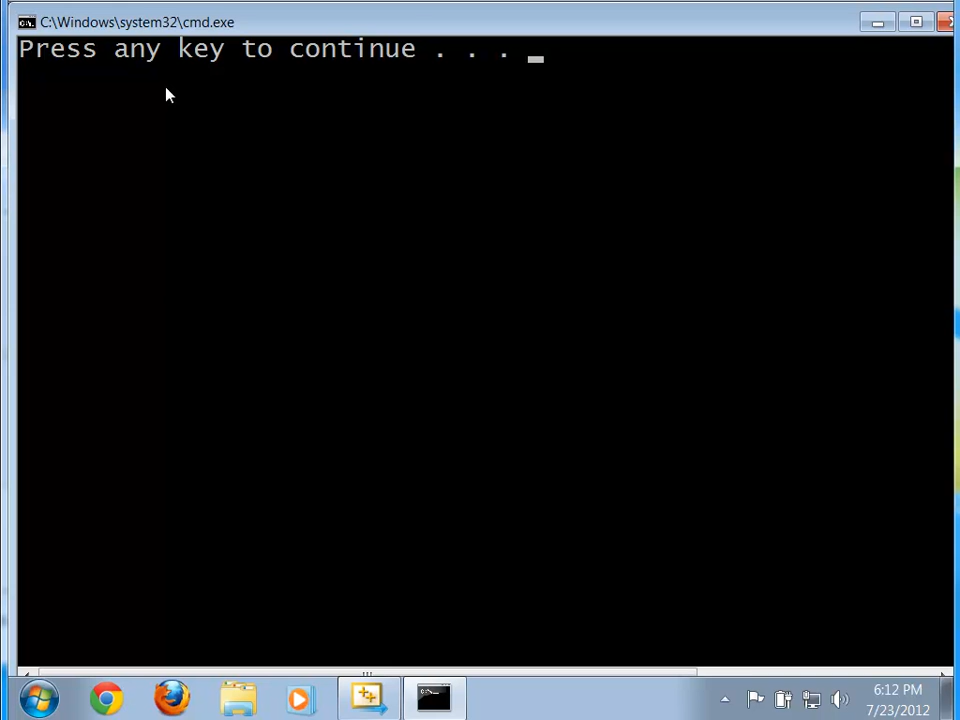 C:\Windows\system32\cmd.exe
Press any key to continue . . .
6:12 PM
7/23/2012